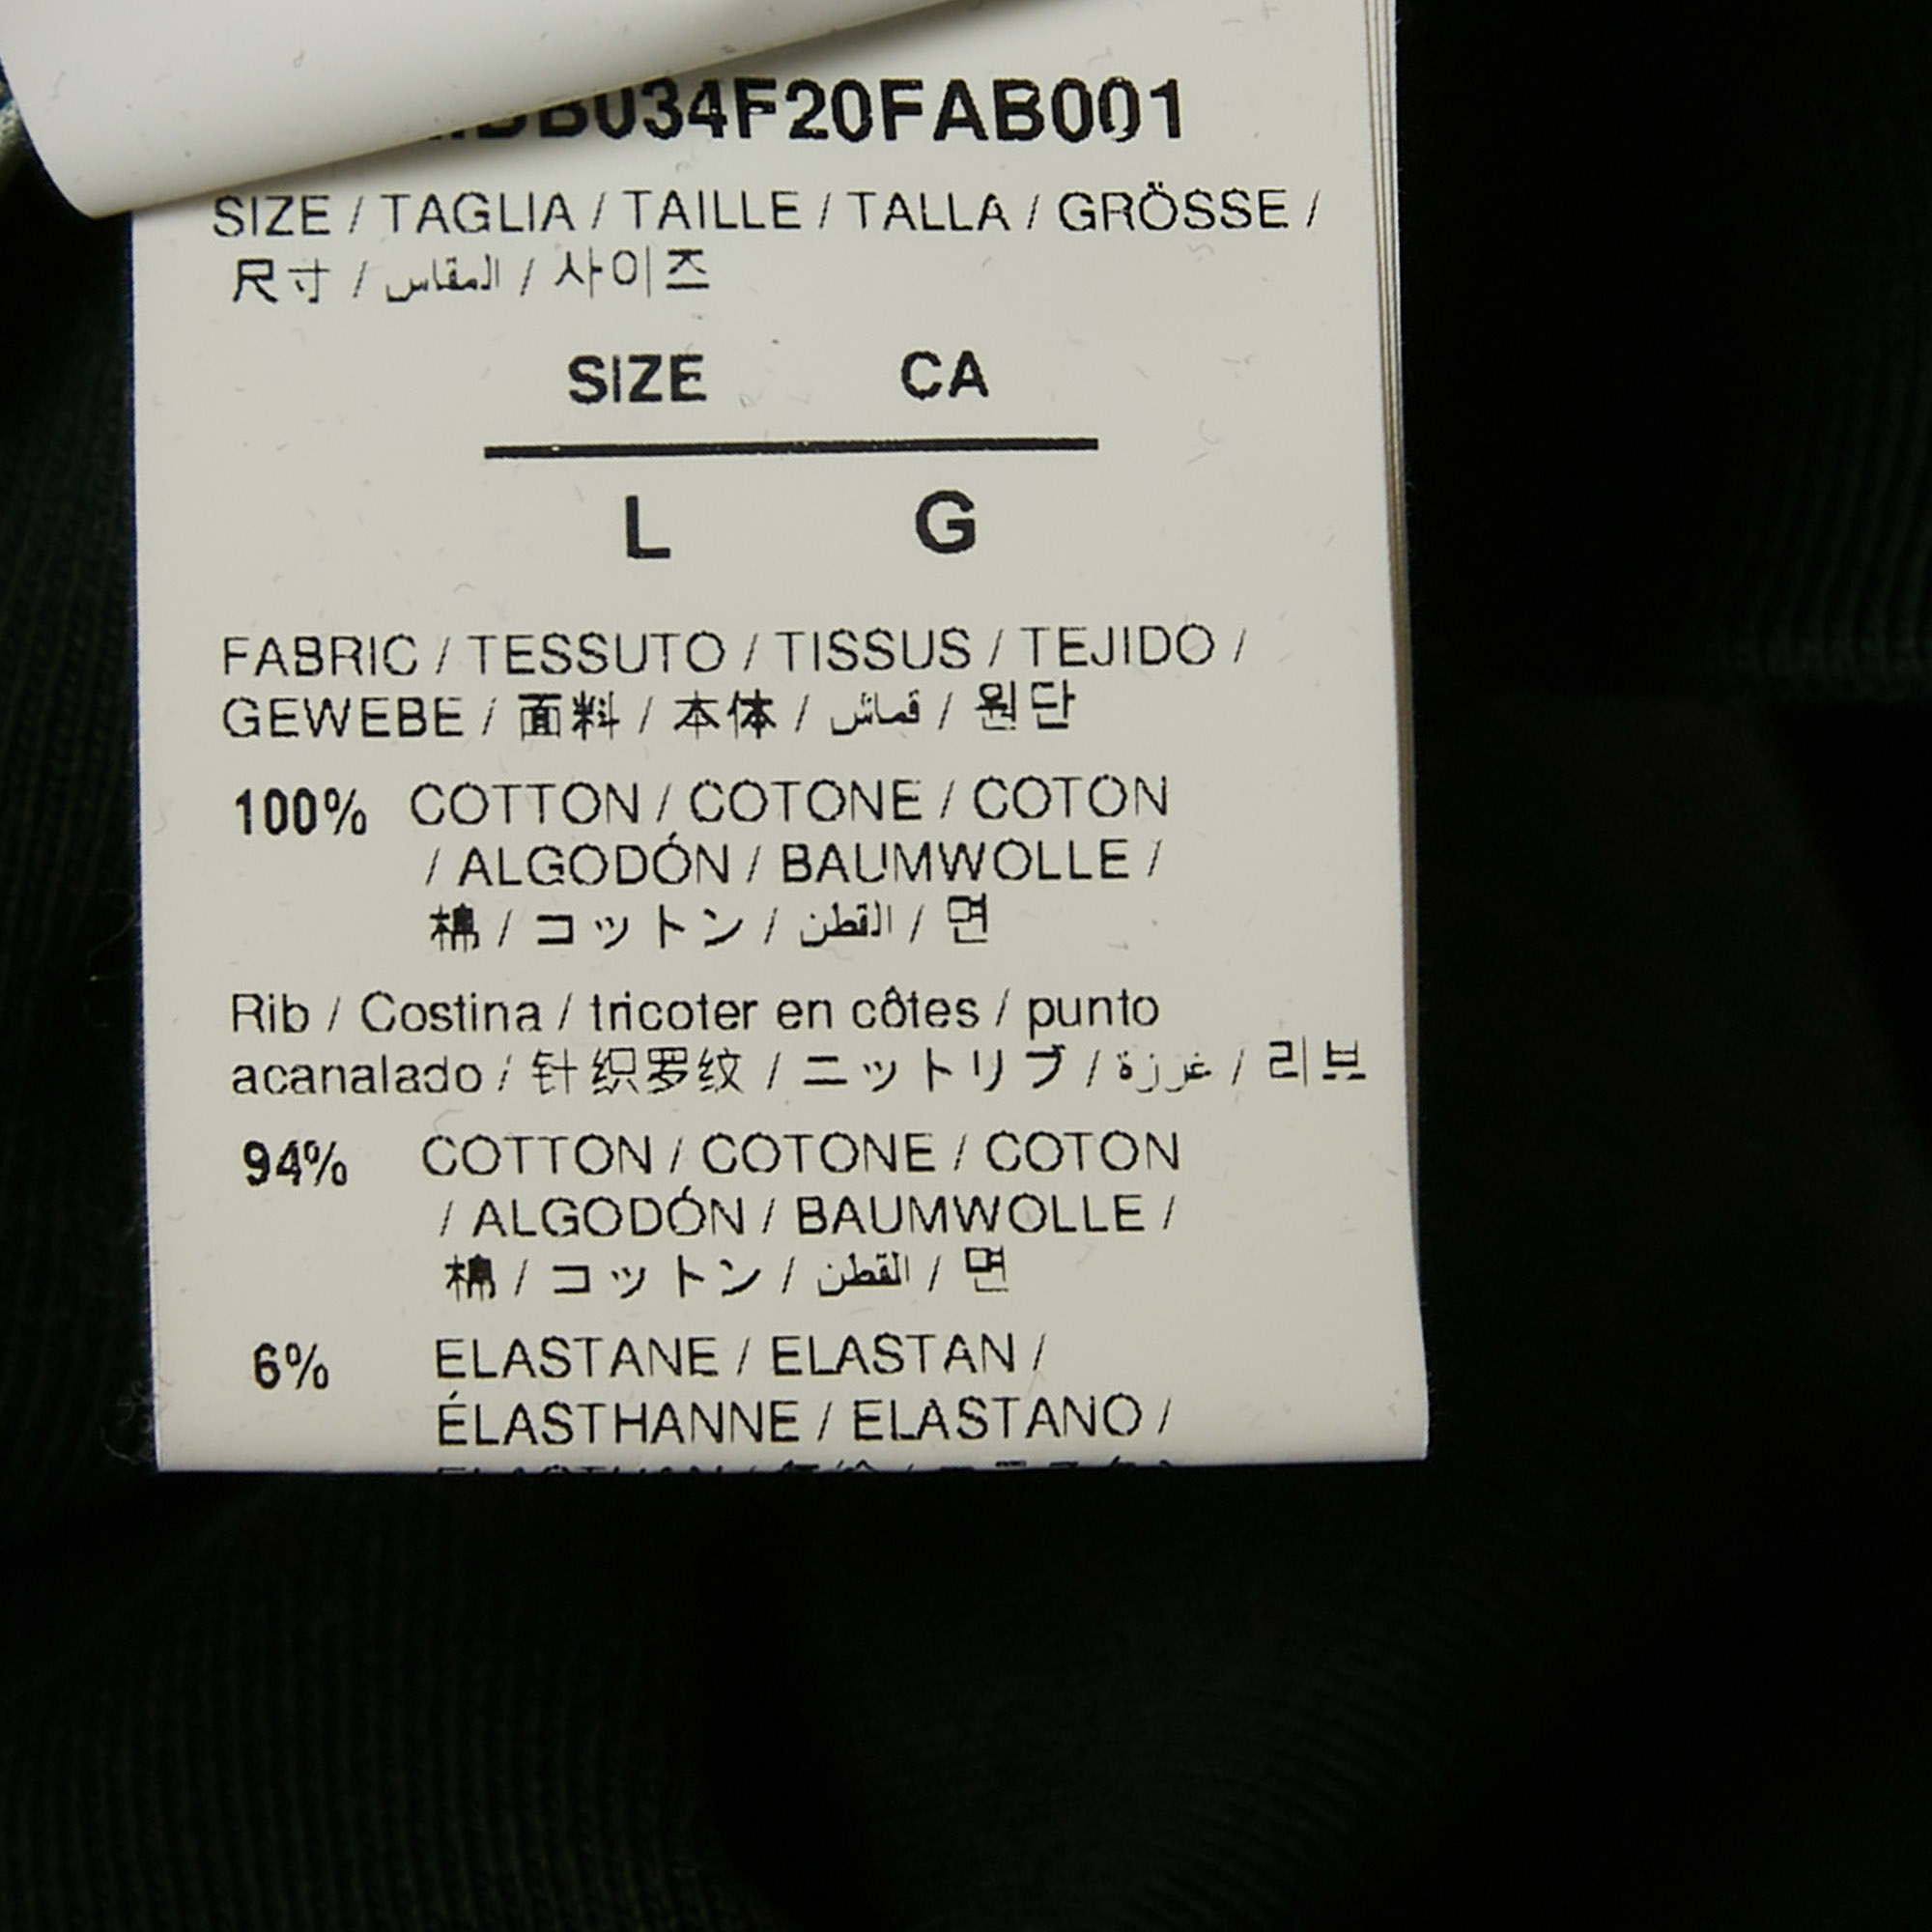 B034F20FAB001
SIZE / TAGLIA / TAILLE / TALLA / GRÖSSE /
尺寸 / المقاس / 사이즈
SIZE CA
L G
FABRIC / TESSUTO / TISSUS / TEJIDO /
GEWEBE / 面料 / 本体 / قماش / 원단
100% COTTON / COTONE / COTON
/ ALGODÓN / BAUMWOLLE /
棉 / コットン / القطن / 면
Rib / Costina / tricoter en côtes / punto
acanalado / 针织罗纹 / ニットリブ / غرزة / 리브
94% COTTON / COTONE / COTON
/ ALGODÓN / BAUMWOLLE /
棉 / コットン / القطن / 면
6% ELASTANE / ELASTAN /
ÉLASTHANNE / ELASTANO /